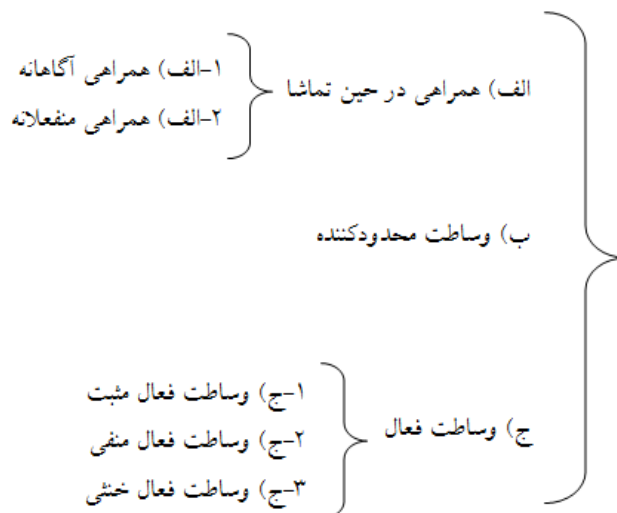 الف) همراهی در حین تماشا
۱-الف) همراهی آگاهانه
۲-الف) همراهی منفعلانه
ب) وساطت محدودکننده
ج) وساطت فعال
۱-ج) وساطت فعال مثبت
۲-ج) وساطت فعال منفی
۳-ج) وساطت فعال خنثی